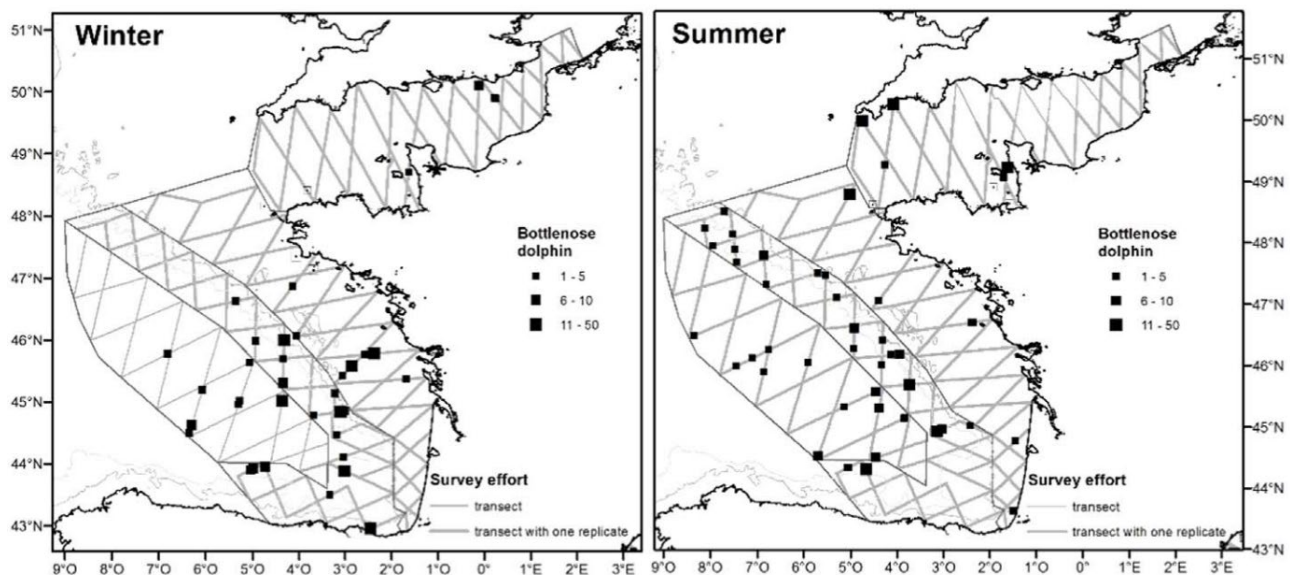 Winter
51°N
50°N
49°N
48°N
47°N
46°N
45°N
44°N
43°N
Bottlenose
dolphin
1 - 5
6 - 10
11 - 50
Survey effort
transect
transect with one replicate
9°O 8°O 7°O 6°O 5°O 4°O 3°O 2°O 1°O 0° 1°E 2°E 3°E
Summer
51°N
50°N
49°N
48°N
47°N
46°N
45°N
44°N
43°N
Bottlenose
dolphin
1 - 5
6 - 10
11 - 50
Survey effort
transect
transect with one replicate
9°O 8°O 7°O 6°O 5°O 4°O 3°O 2°O 1°O 0° 1°E 2°E 3°E